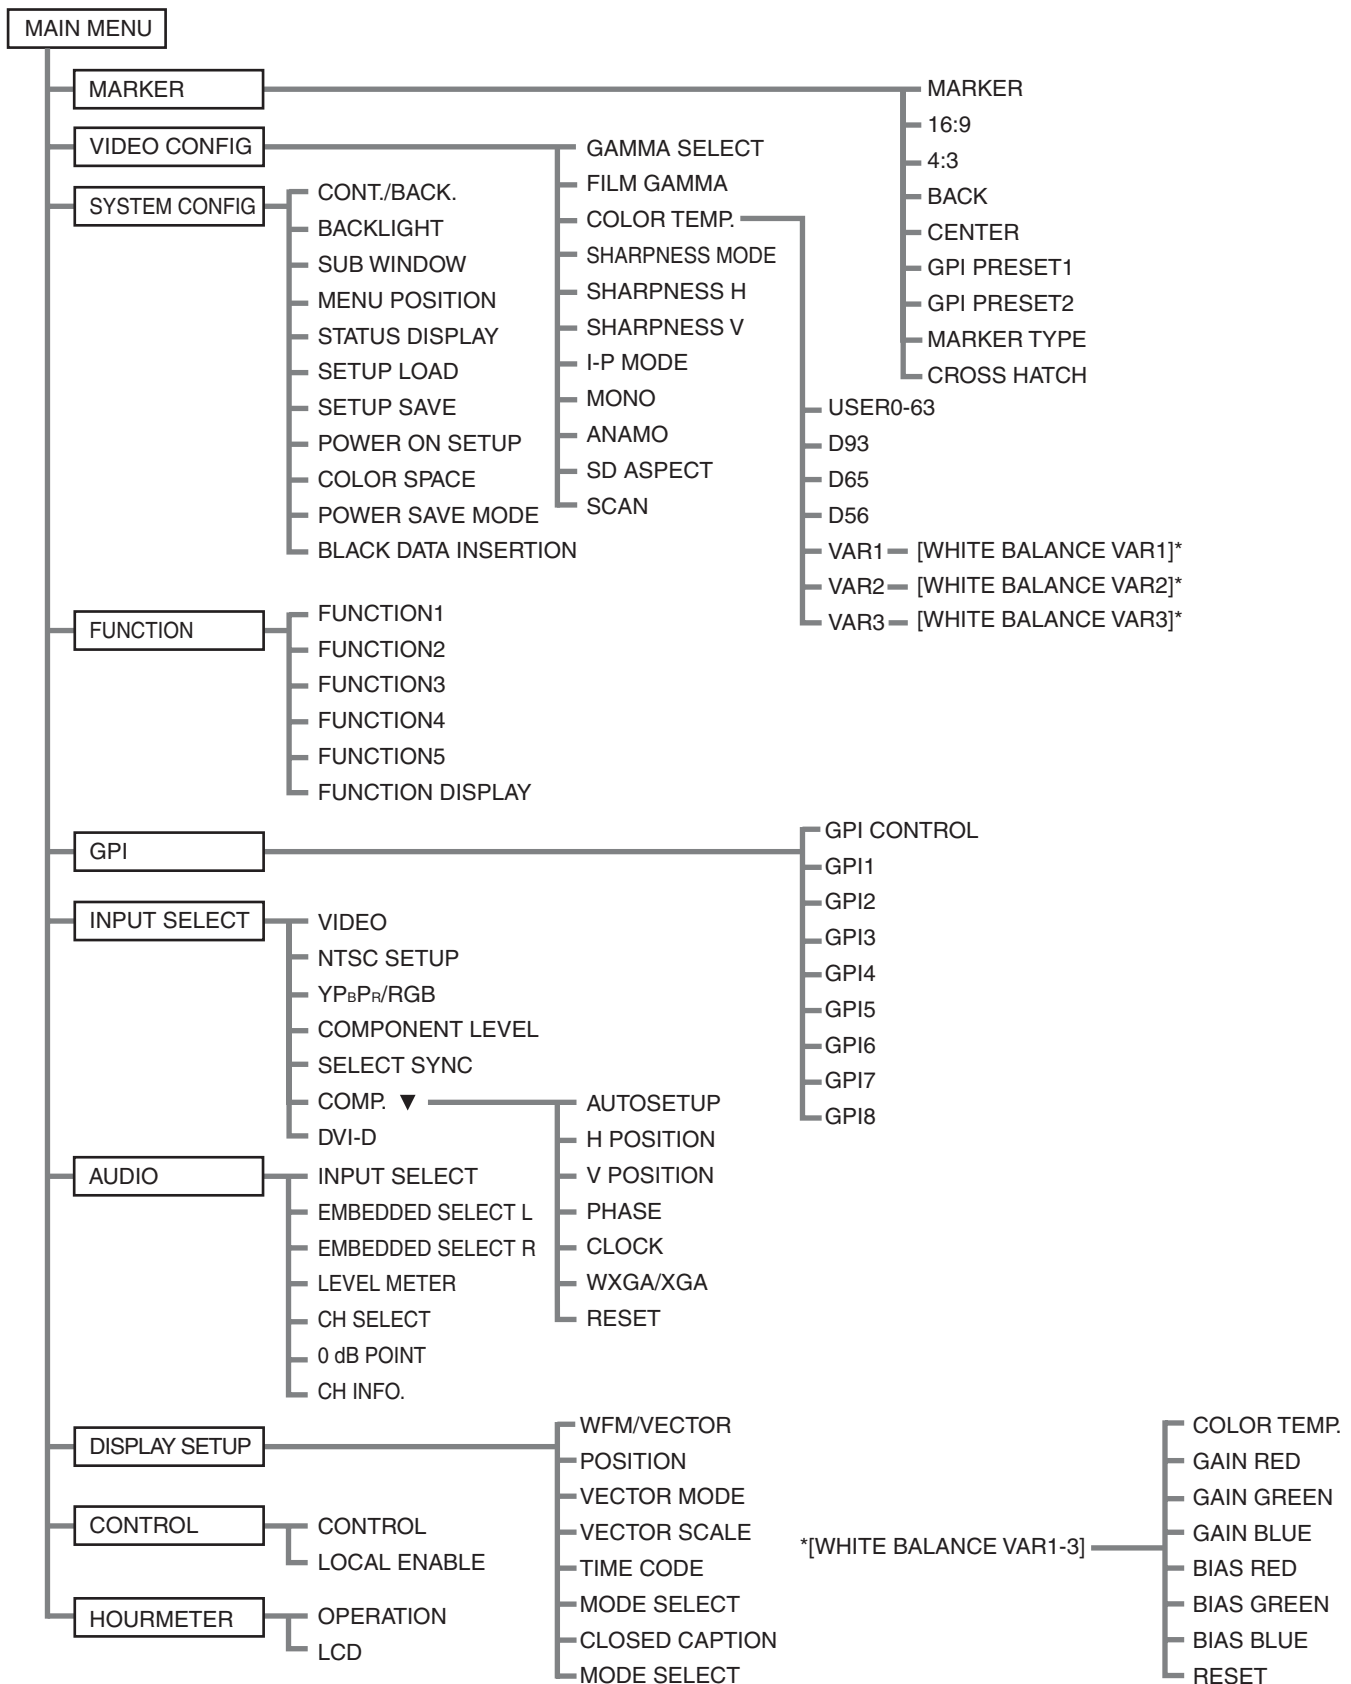 MAIN MENU
MARKER
MARKER
16:9
4:3
BACK
CENTER
GPI PRESET1
GPI PRESET2
MARKER TYPE
CROSS HATCH
VIDEO CONFIG
GAMMA SELECT
FILM GAMMA
COLOR TEMP.
SHARPNESS MODE
SHARPNESS H
SHARPNESS V
I-P MODE
MONO
ANAMO
SD ASPECT
SCAN
USER0-63
D93
D65
D56
VAR1
[WHITE BALANCE VAR1]*
VAR2
[WHITE BALANCE VAR2]*
VAR3
[WHITE BALANCE VAR3]*
SYSTEM CONFIG
CONT./BACK.
BACKLIGHT
SUB WINDOW
MENU POSITION
STATUS DISPLAY
SETUP LOAD
SETUP SAVE
POWER ON SETUP
COLOR SPACE
POWER SAVE MODE
BLACK DATA INSERTION
FUNCTION
FUNCTION1
FUNCTION2
FUNCTION3
FUNCTION4
FUNCTION5
FUNCTION DISPLAY
GPI
GPI CONTROL
GPI1
GPI2
GPI3
GPI4
GPI5
GPI6
GPI7
GPI8
INPUT SELECT
VIDEO
NTSC SETUP
YPBPR/RGB
COMPONENT LEVEL
SELECT SYNC
COMP. ▼
DVI-D
AUTOSETUP
H POSITION
V POSITION
PHASE
CLOCK
WXGA/XGA
RESET
AUDIO
INPUT SELECT
EMBEDDED SELECT L
EMBEDDED SELECT R
LEVEL METER
CH SELECT
0 dB POINT
CH INFO.
DISPLAY SETUP
WFM/VECTOR
POSITION
VECTOR MODE
VECTOR SCALE
TIME CODE
MODE SELECT
CLOSED CAPTION
MODE SELECT
CONTROL
CONTROL
LOCAL ENABLE
HOURMETER
OPERATION
LCD
*[WHITE BALANCE VAR1-3]
COLOR TEMP.
GAIN RED
GAIN GREEN
GAIN BLUE
BIAS RED
BIAS GREEN
BIAS BLUE
RESET